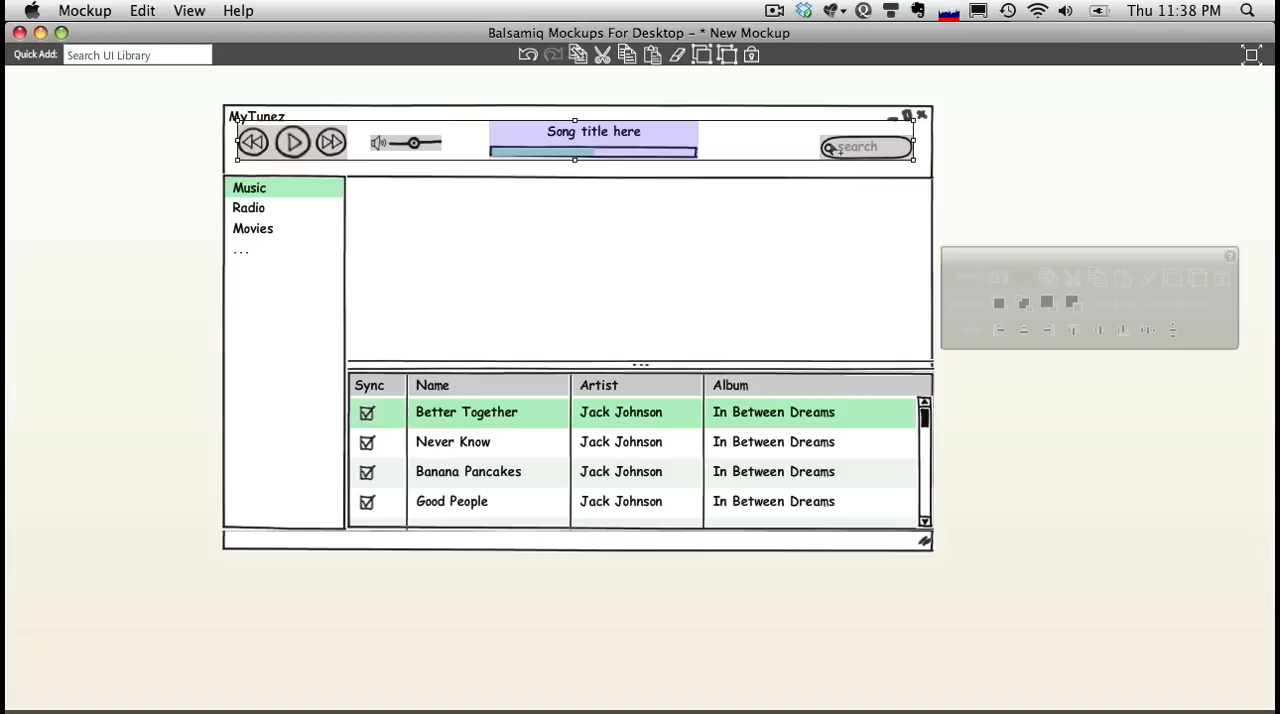 Mockup Edit View Help Thu 11:38 PM
Balsamiq Mockups For Desktop – * New Mockup
Quick Add: Search UI Library
MyTunez
Song title here
search
Music
Radio
Movies
...
Sync Name Artist Album
Better Together Jack Johnson In Between Dreams
Never Know Jack Johnson In Between Dreams
Banana Pancakes Jack Johnson In Between Dreams
Good People Jack Johnson In Between Dreams